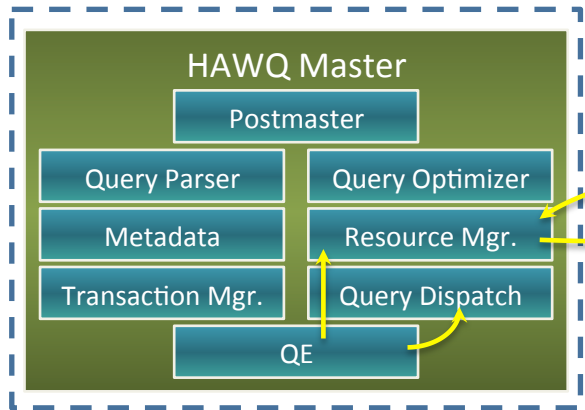 HAWQ Master
Postmaster
Query Parser
Query Optimizer
Metadata
Resource Mgr.
Transaction Mgr.
Query Dispatch
QE